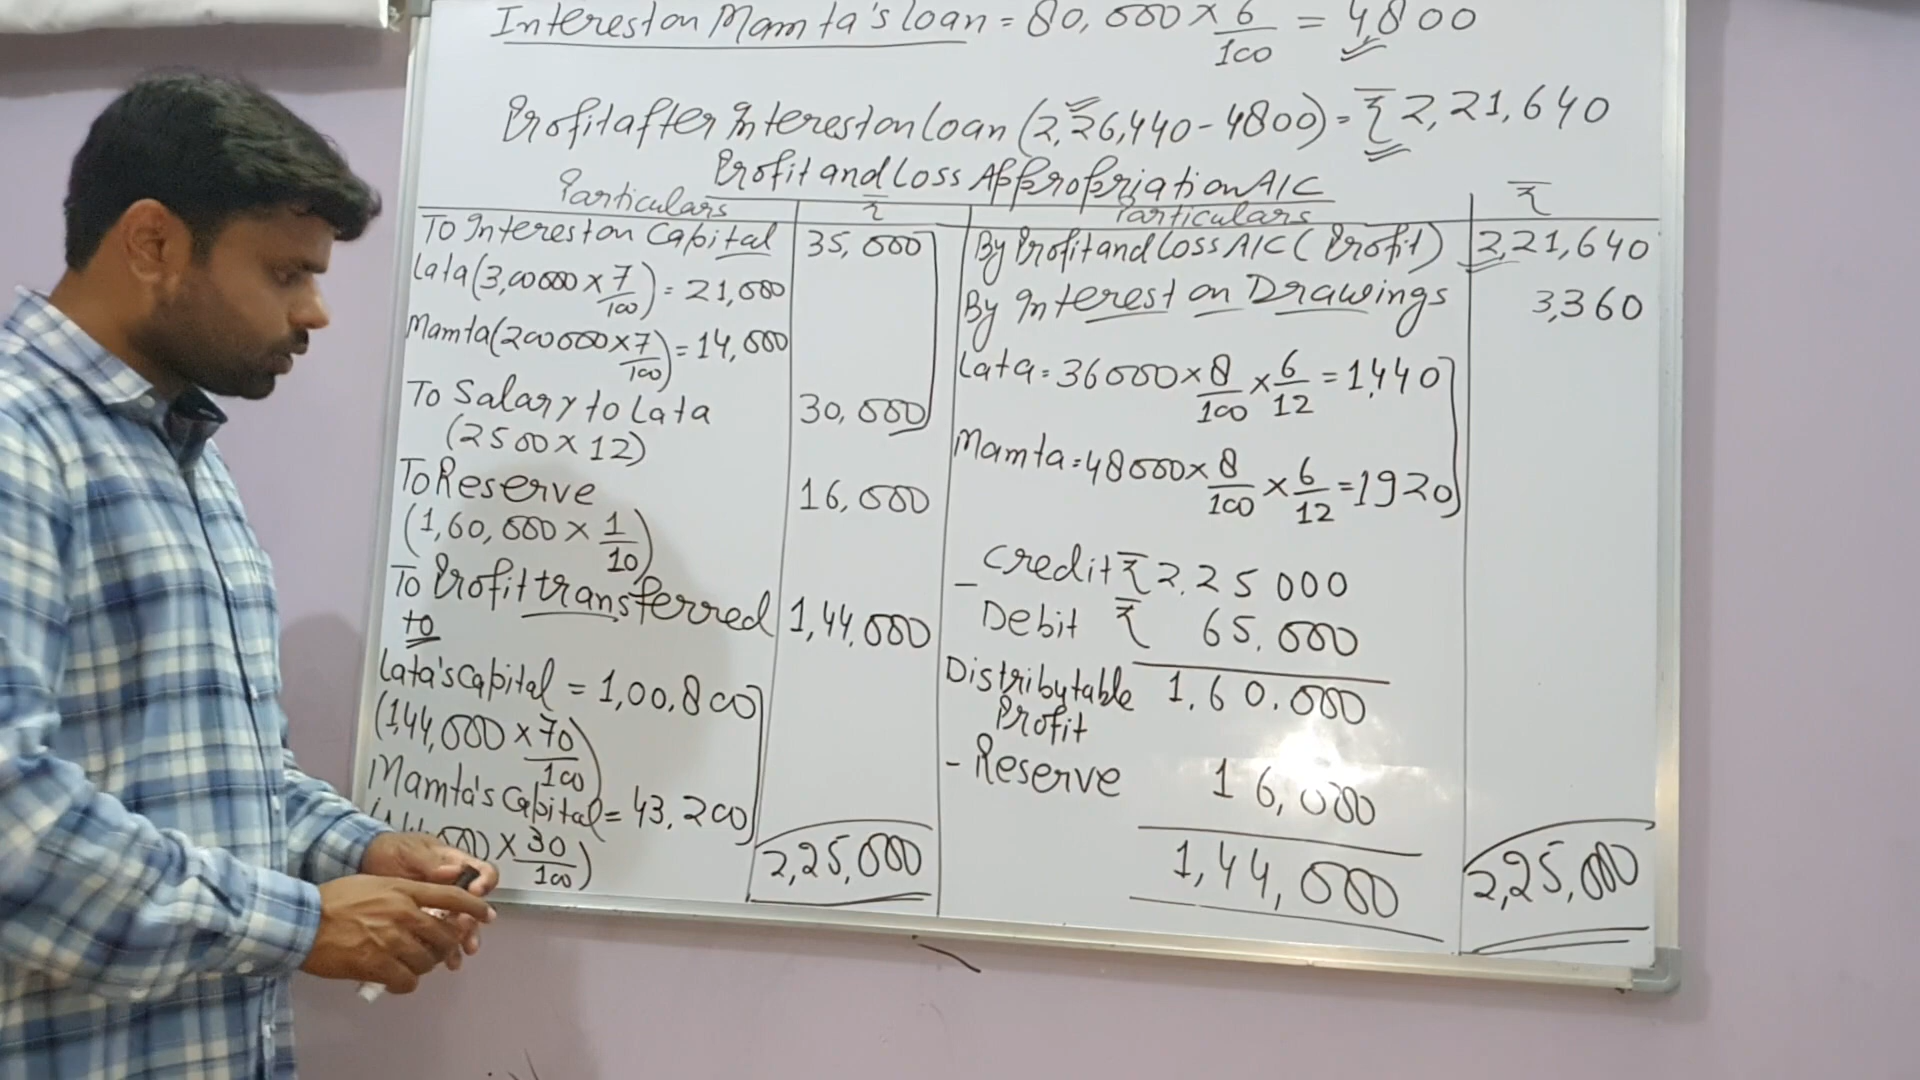 Interest on Mamta's loan = 80,000 × 6/100 = 4,800
Profit after Interest on loan (2,26,440 - 4800) = ₹ 2,21,640
Profit and Loss Appropriation A/C
Particulars ₹ Particulars ₹
To Interest on Capital 35,000
Lata (3,00000 × 7/100) = 21,000
Mamta (200000 × 7/100) = 14,000
To Salary to Lata 30,000
(2500 × 12)
To Reserve 16,000
(1,60,000 × 1/10)
To Profit transferred 1,44,000
to
Lata's Capital = 1,00,800
(1,44,000 × 70/100)
Mamta's Capital = 43,200
× 30/100)
2,25,000
By Profit and Loss A/C (Profit) 2,21,640
By Interest on Drawings 3,360
Lata = 36000 × 8/100 × 6/12 = 1,440
Mamta = 48000 × 8/100 × 6/12 = 1920
Credit ₹ 2.25 000
- Debit ₹ 65.000
Distributable 1.60.000
Profit
- Reserve 16,000
1,44,000
2,25,000